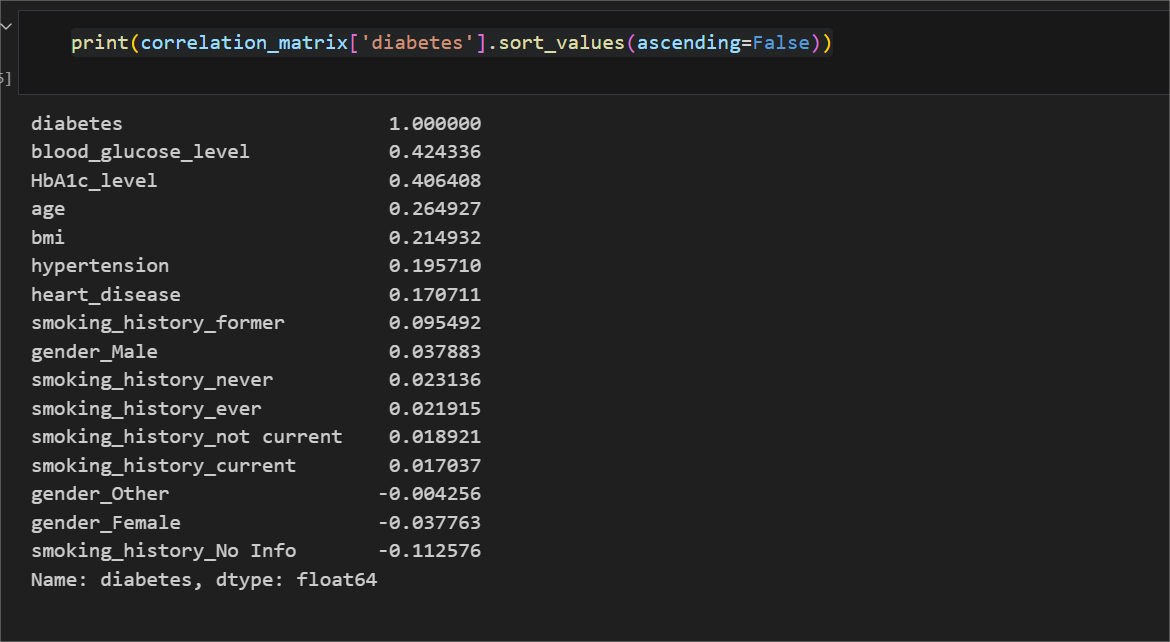 print(correlation_matrix['diabetes'].sort_values(ascending=False))
]
diabetes 1.000000
blood_glucose_level 0.424336
HbA1c_level 0.406408
age 0.264927
bmi 0.214932
hypertension 0.195710
heart_disease 0.170711
smoking_history_former 0.095492
gender_Male 0.037883
smoking_history_never 0.023136
smoking_history_ever 0.021915
smoking_history_not current 0.018921
smoking_history_current 0.017037
gender_Other -0.004256
gender_Female -0.037763
smoking_history_No Info -0.112576
Name: diabetes, dtype: float64